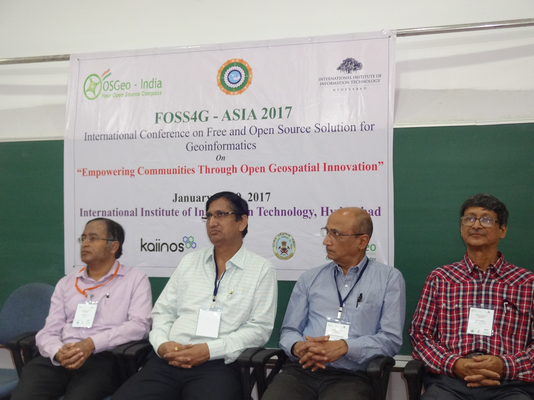 OSGeo - India
Your Open Source Compass
INTERNATIONAL INSTITUTE OF
INFORMATION TECHNOLOGY
HYDERABAD
FOSS4G - ASIA 2017
International Conference on Free and Open Source Solution for
Geoinformatics
On
“Empowering Communities Through Open Geospatial Innovation”
January 2017
International Institute of Technology, Hyderabad
kaiinos
eo